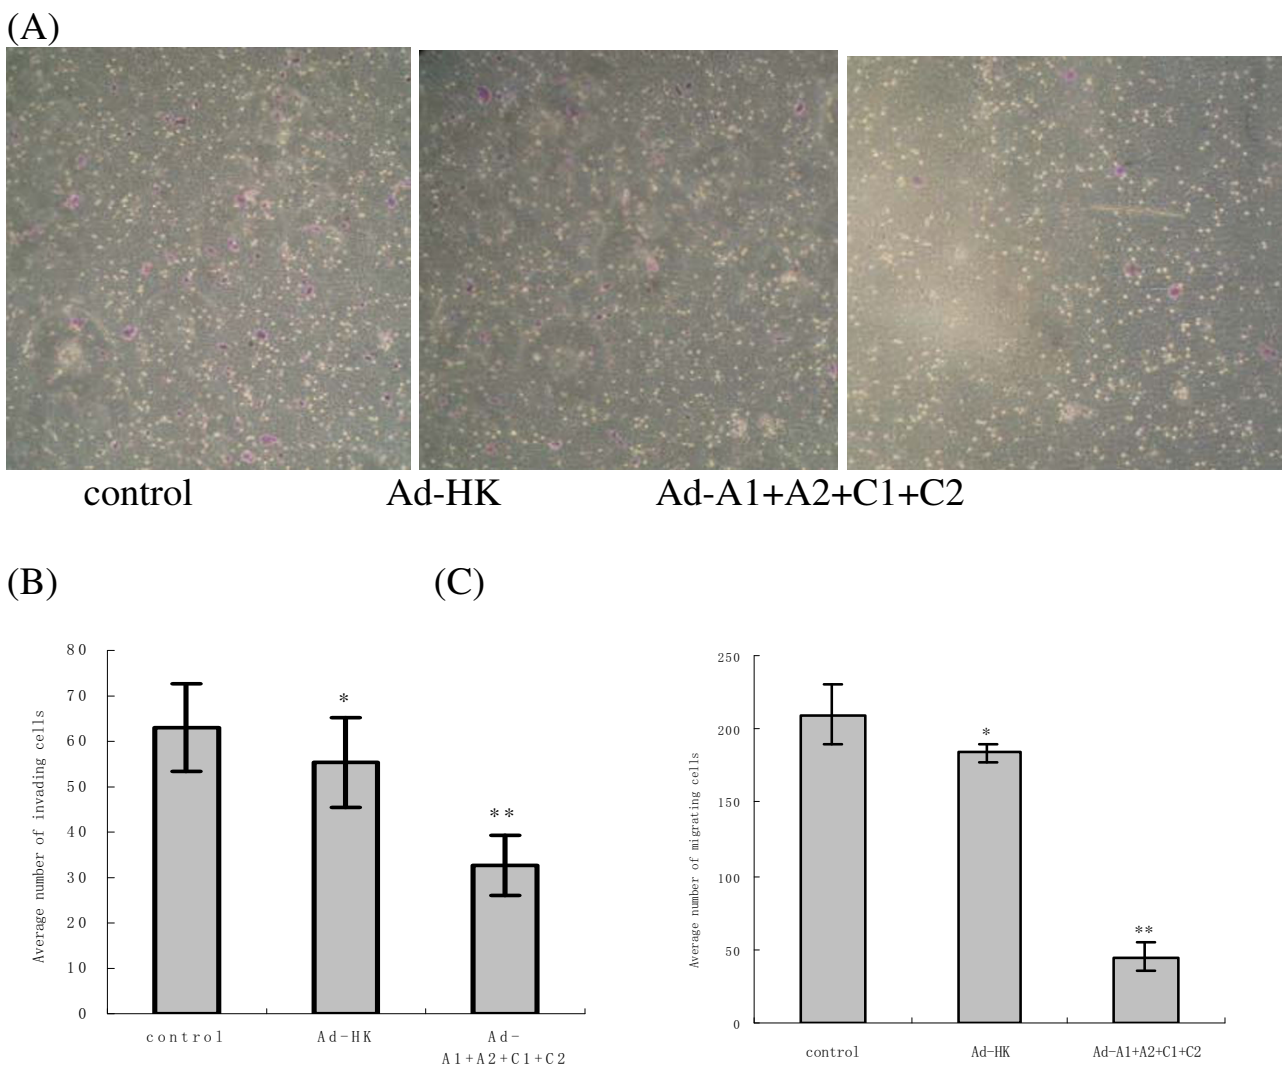 (A)
control Ad-HK Ad-A1+A2+C1+C2
(B) (C)
Average number of invading cells
80
70
60
50
40
30
20
10
0
*
**
control Ad-HK Ad-
A1+A2+C1+C2
Average number of migrating cells
250
200
150
100
50
0
*
**
control Ad-HK Ad-A1+A2+C1+C2